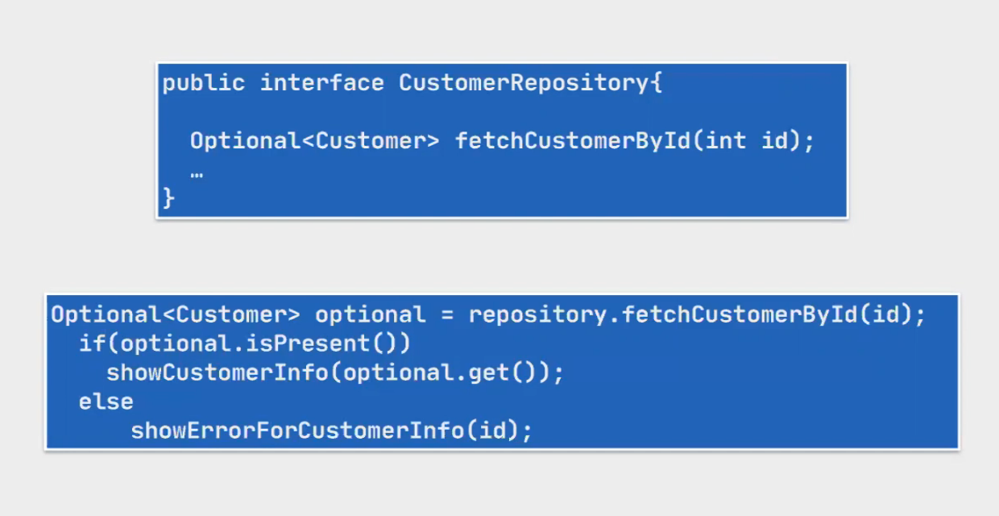 public interface CustomerRepository{
  Optional<Customer> fetchCustomerById(int id);
  …
}
Optional<Customer> optional = repository.fetchCustomerById(id);
  if(optional.isPresent())
    showCustomerInfo(optional.get());
  else
      showErrorForCustomerInfo(id);